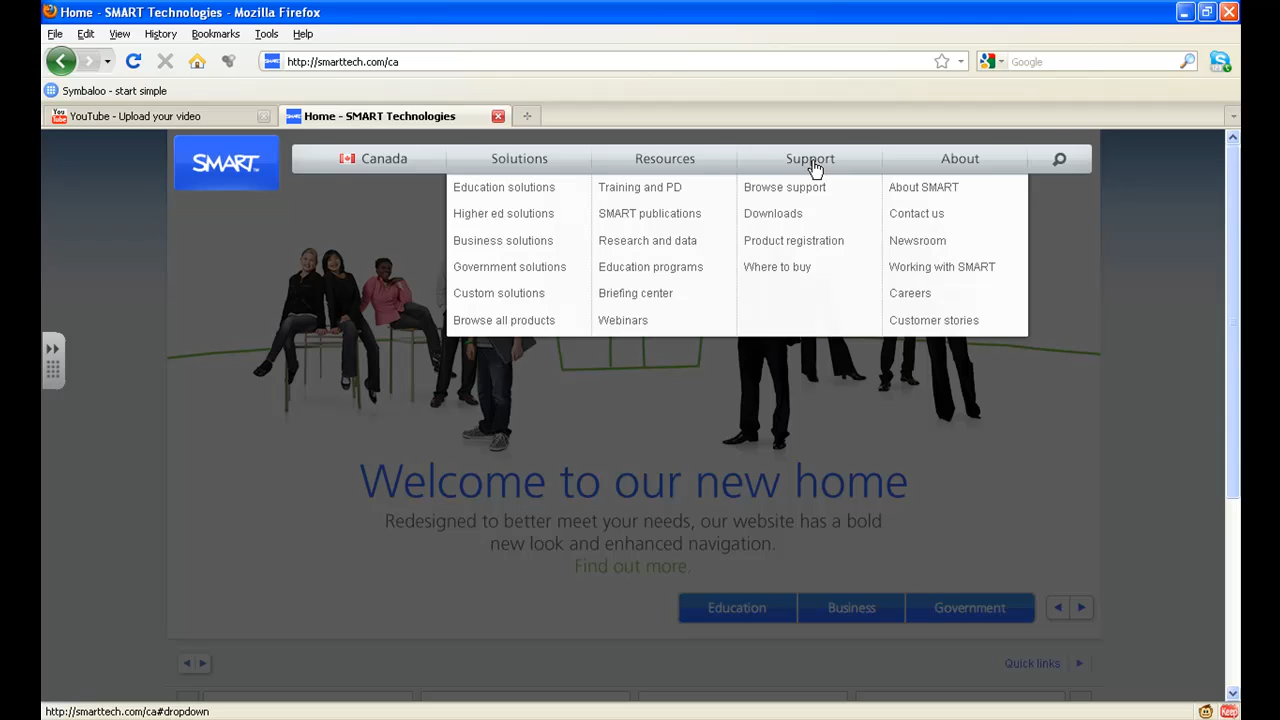 Home - SMART Technologies - Mozilla Firefox
File Edit View History Bookmarks Tools Help
SMART http://smarttech.com/ca Google
Symbaloo - start simple
You Tube YouTube - Upload your video SMART Home - SMART Technologies
SMART™ Canada Solutions Resources Support About
Education solutions Training and PD Browse support About SMART
Higher ed solutions SMART publications Downloads Contact us
Business solutions Research and data Product registration Newsroom
Government solutions Education programs Where to buy Working with SMART
Custom solutions Briefing center Careers
Browse all products Webinars Customer stories
Welcome to our new home
Redesigned to better meet your needs, our website has a bold
new look and enhanced navigation.
Find out more.
Education Business Government
Quick links
http://smarttech.com/ca#dropdown Keep